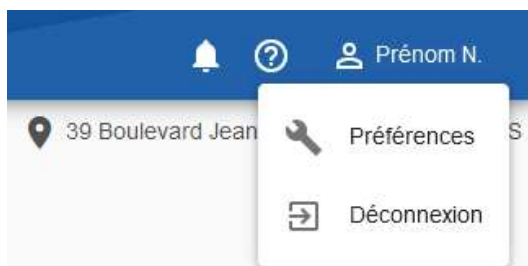 Prénom N.
39 Boulevard Jean
S
Préférences
Déconnexion